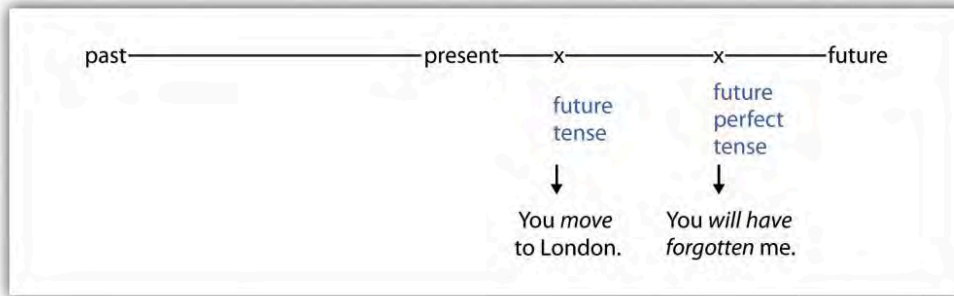 past present x x future
future
tense
future
perfect
tense
You move
to London.
You will have
forgotten me.